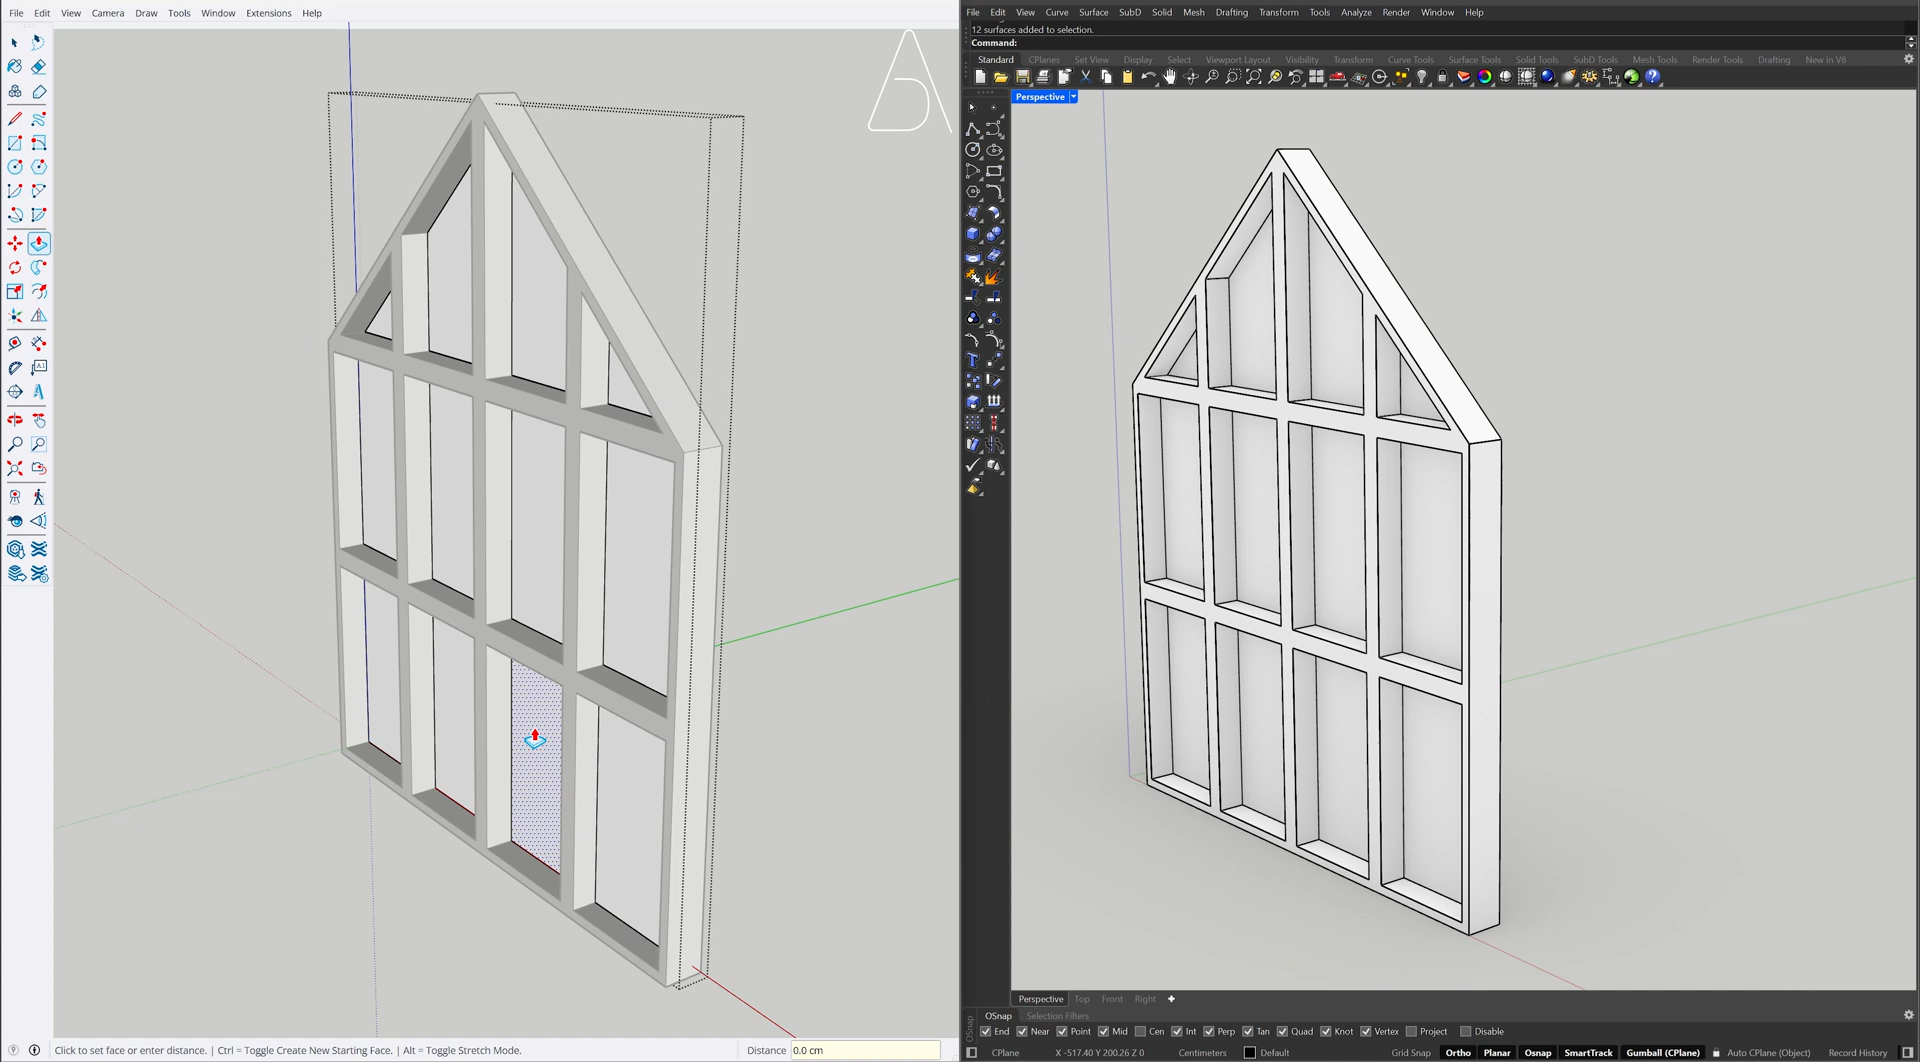 File Edit View Camera Draw Tools Window Extensions Help
Click to set face or enter distance. | Ctrl = Toggle Create New Starting Face. | Alt = Toggle Stretch Mode.
Distance 0.0 cm
File Edit View Curve Surface SubD Solid Mesh Drafting Transform Tools Analyze Render Window Help
12 surfaces added to selection.
Command:
Standard CPlanes Set View Display Select Viewport Layout Visibility Transform Curve Tools Surface Tools Solid Tools SubD Tools Mesh Tools Render Tools Drafting New in V8
Perspective
Perspective Top Front Right
OSnap Selection Filters
End Near Point Mid Cen Int Perp Tan Quad Knot Vertex Project Disable
CPlane X -517.40 Y 200.26 Z 0 Centimeters Default Grid Snap Ortho Planar Osnap SmartTrack Gumball (CPlane) Auto CPlane (Object) Record History